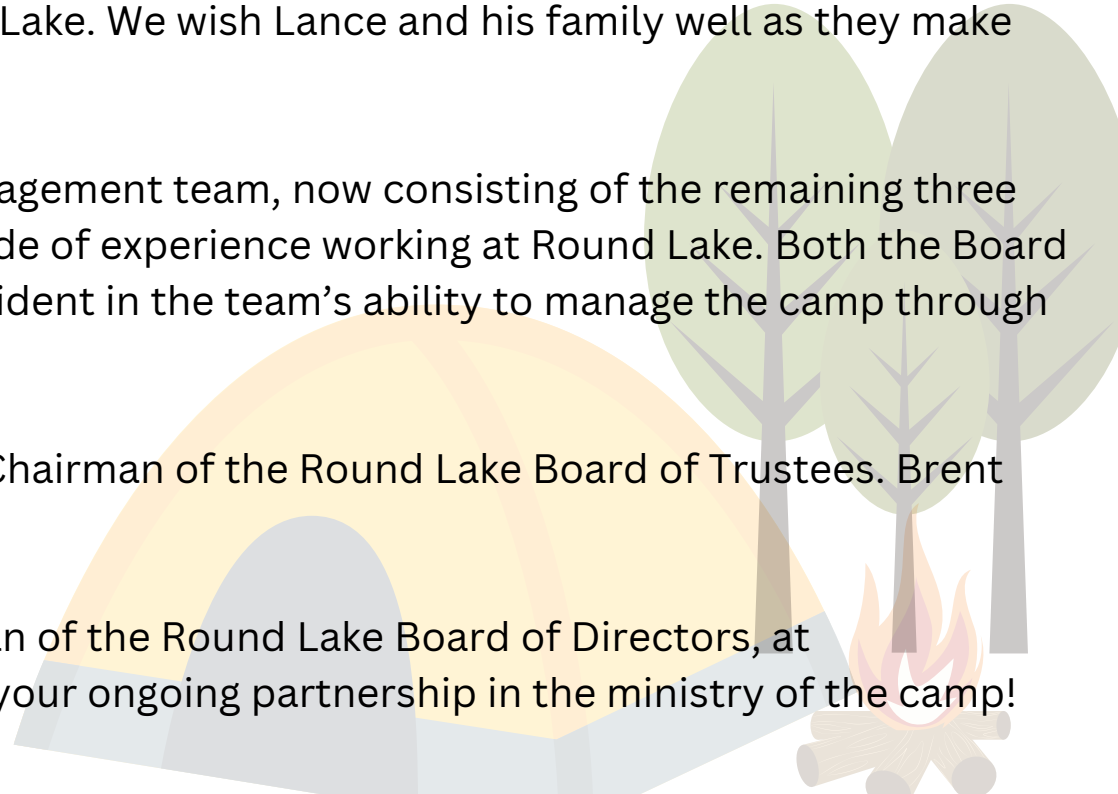 Lake. We wish Lance and his family well as they make
agement team, now consisting of the remaining three
de of experience working at Round Lake. Both the Board
ident in the team’s ability to manage the camp through
Chairman of the Round Lake Board of Trustees. Brent
n of the Round Lake Board of Directors, at
your ongoing partnership in the ministry of the camp!